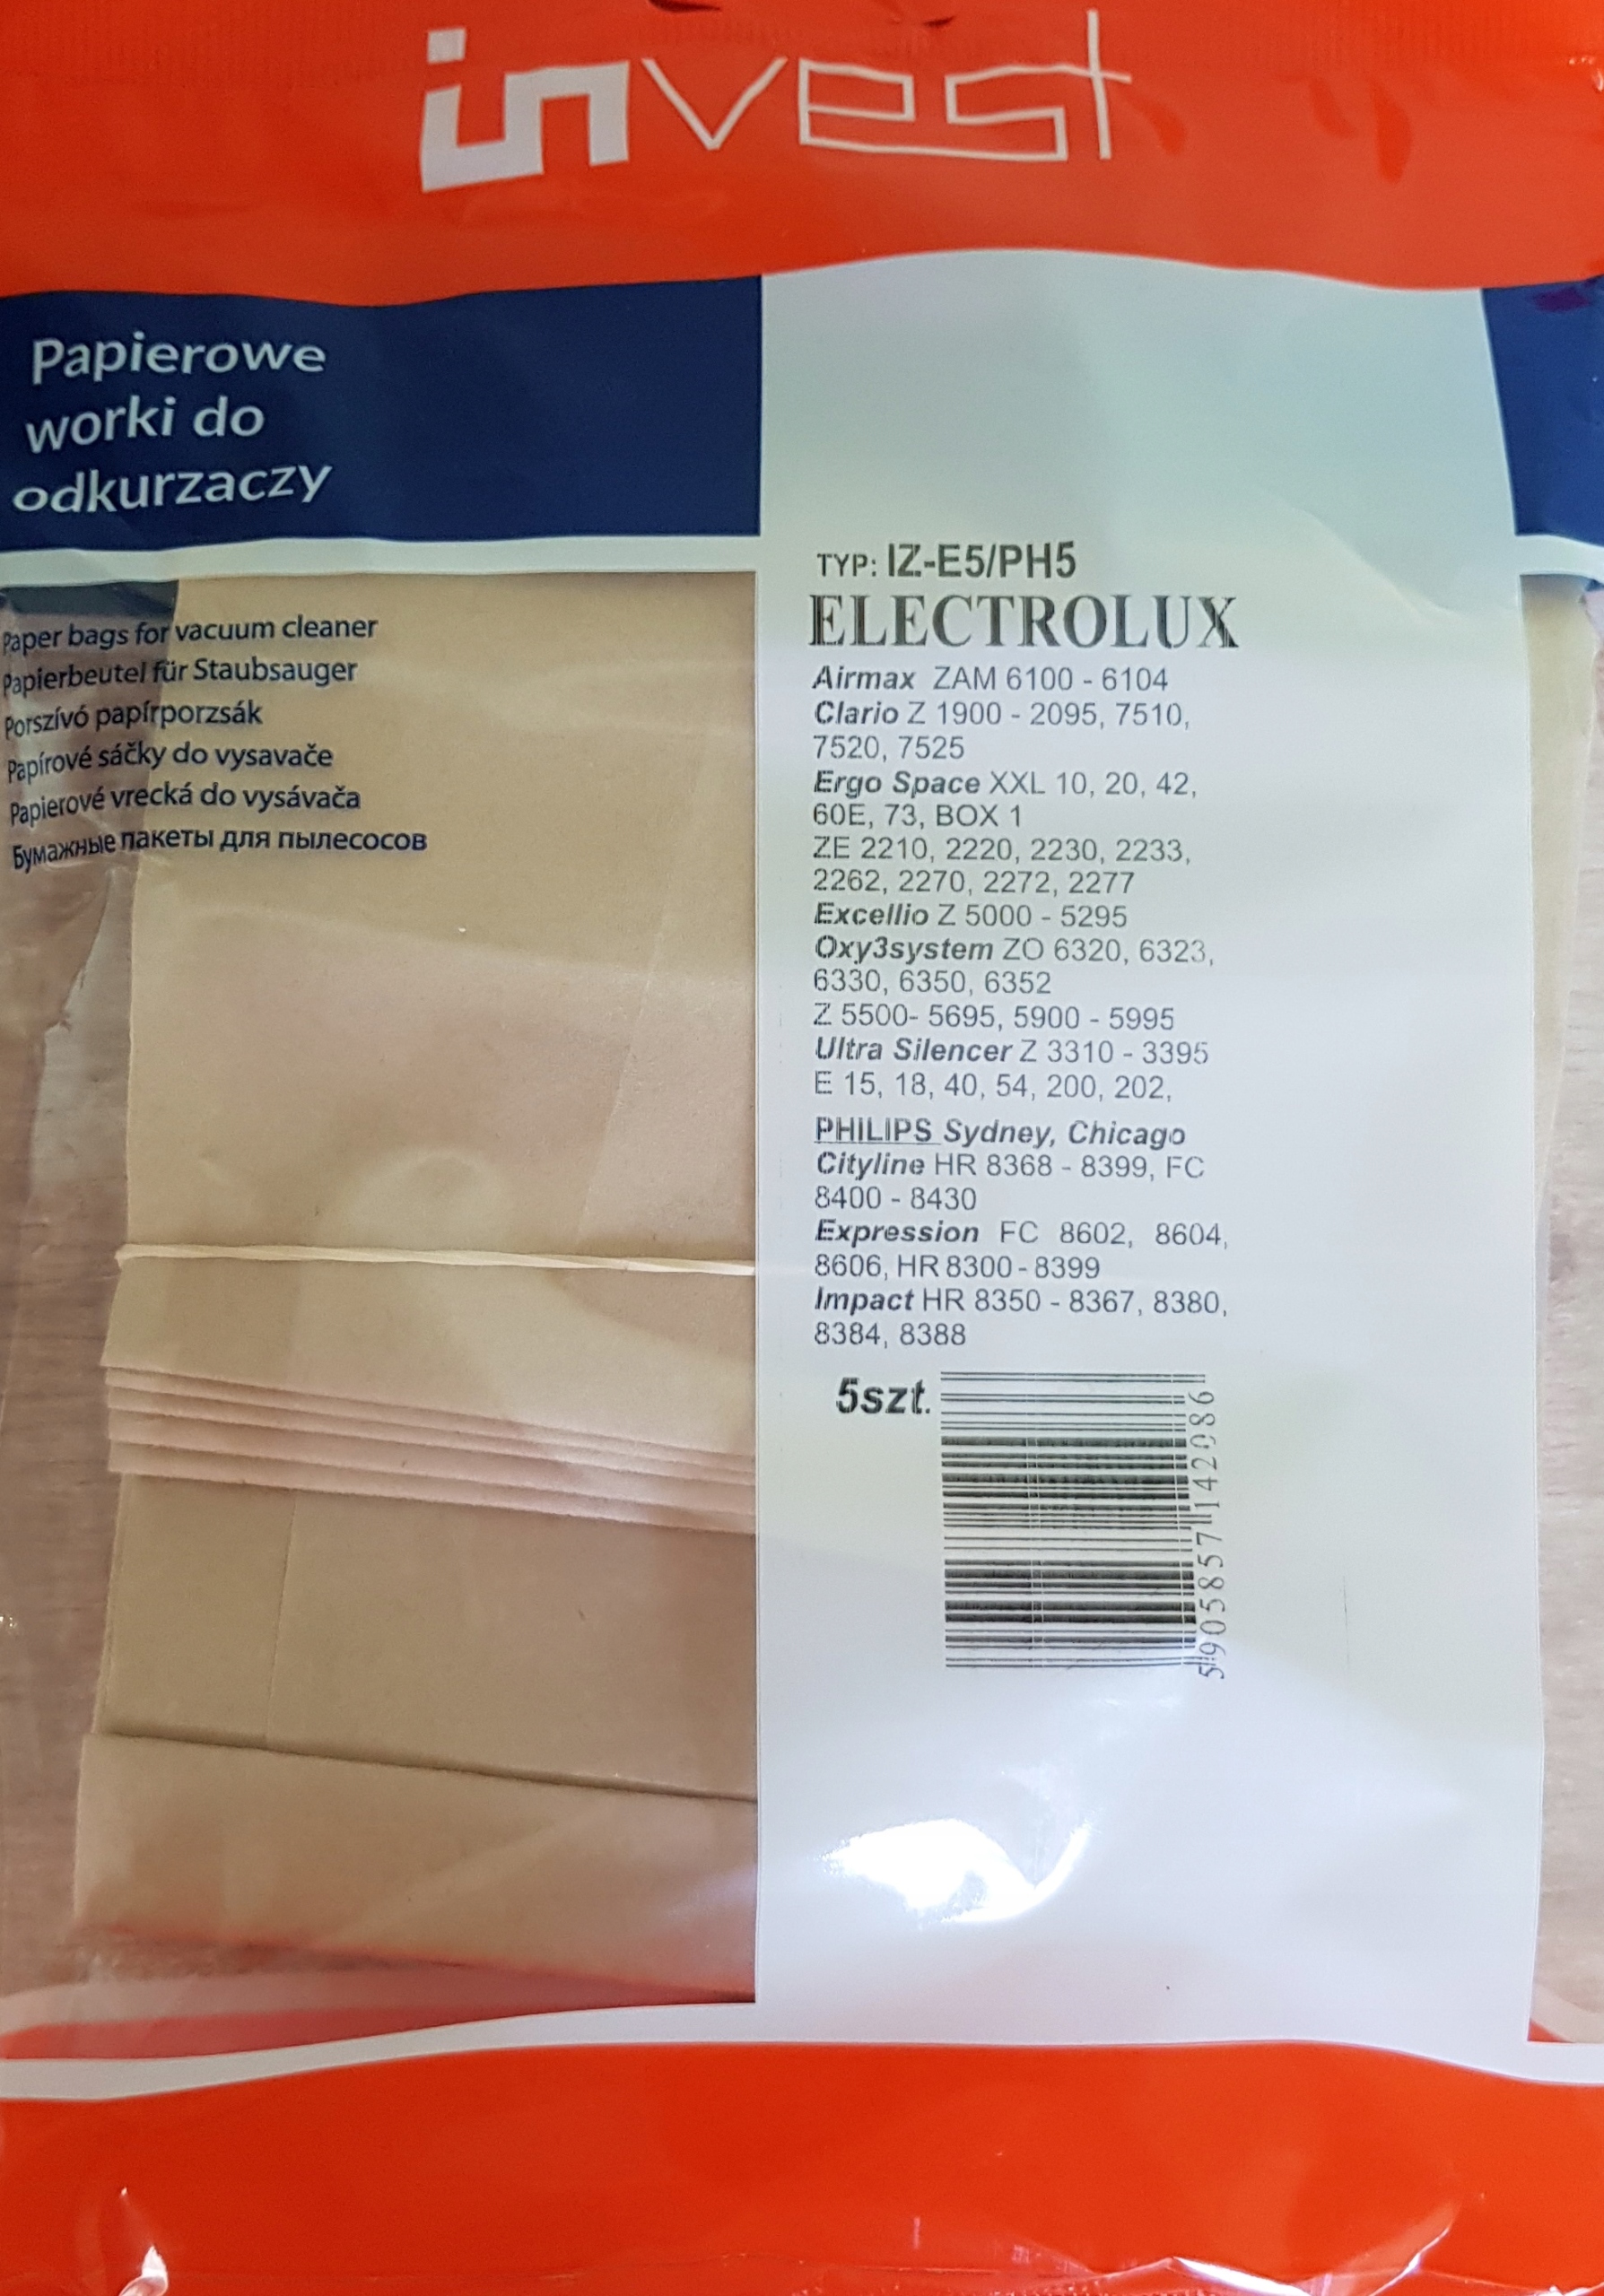 invest
Papierowe
worki do
odkurzaczy
Paper bags for vacuum cleaner
Papierbeutel für Staubsauger
Porszívó papírporzsák
Papírové sáčky do vysavače
Papierové vrecká do vysávača
Бумажные пакеты для пылесосов
TYP: IZ-E5/PH5
ELECTROLUX
Airmax ZAM 6100 - 6104
Clario Z 1900 - 2095, 7510,
7520, 7525
Ergo Space XXL 10, 20, 42,
60E, 73, BOX 1
ZE 2210, 2220, 2230, 2233,
2262, 2270, 2272, 2277
Excellio Z 5000 - 5295
Oxy3system ZO 6320, 6323,
6330, 6350, 6352
Z 5500- 5695, 5900 - 5995
Ultra Silencer Z 3310 - 3395
E 15, 18, 40, 54, 200, 202,
PHILIPS Sydney, Chicago
Cityline HR 8368 - 8399, FC
8400 - 8430
Expression FC 8602, 8604,
8606, HR 8300 - 8399
Impact HR 8350 - 8367, 8380,
8384, 8388
5szt.
5905857142086